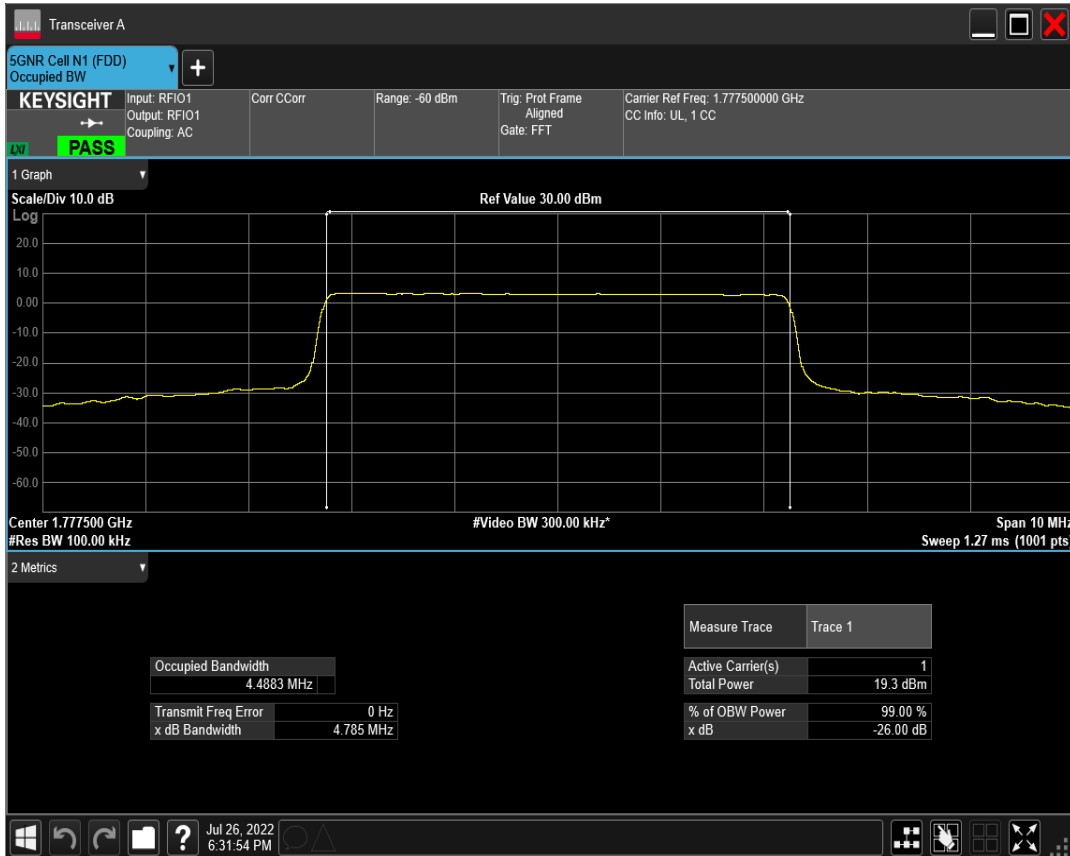 Transceiver A
5GNR Cell N1 (FDD)
Occupied BW
+
KEYSIGHT
LXI
PASS
Input: RFIO1
Output: RFIO1
Coupling: AC
Corr CCorr
Range: -60 dBm
Trig: Prot Frame
Aligned
Gate: FFT
Carrier Ref Freq: 1.777500000 GHz
CC Info: UL, 1 CC
1 Graph
Scale/Div 10.0 dB
Ref Value 30.00 dBm
Log
20.0
10.0
0.00
-10.0
-20.0
-30.0
-40.0
-50.0
-60.0
Center 1.777500 GHz
#Video BW 300.00 kHz*
Span 10 MHz
#Res BW 100.00 kHz
Sweep 1.27 ms (1001 pts)
2 Metrics
Measure Trace Trace 1
Occupied Bandwidth
4.4883 MHz
Active Carrier(s) 1
Total Power 19.3 dBm
Transmit Freq Error 0 Hz
x dB Bandwidth 4.785 MHz
% of OBW Power 99.00 %
x dB -26.00 dB
?
Jul 26, 2022
6:31:54 PM